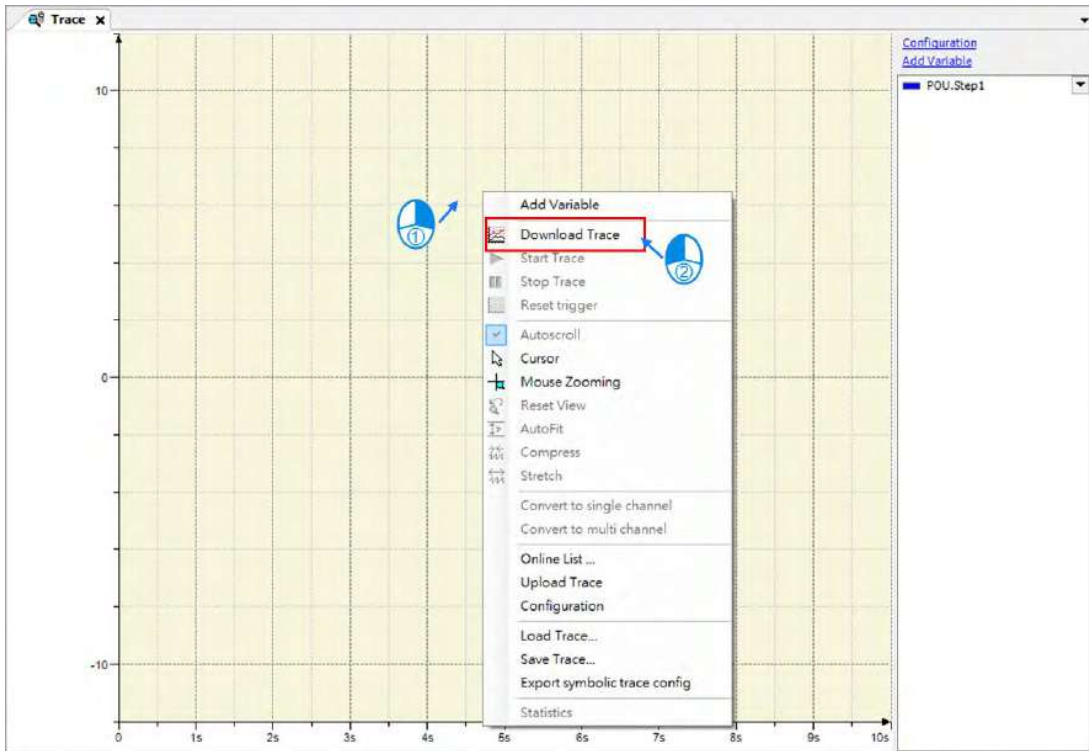 Trace x
Configuration
Add Variable
POU.Step1
10
0
-10
①
②
Add Variable
Download Trace
Start Trace
Stop Trace
Reset trigger
Autoscroll
Cursor
Mouse Zooming
Reset View
AutoFit
Compress
Stretch
Convert to single channel
Convert to multi channel
Online List ...
Upload Trace
Configuration
Load Trace...
Save Trace...
Export symbolic trace config
Statistics
0 1s 2s 3s 4s 5s 6s 7s 8s 9s 10s